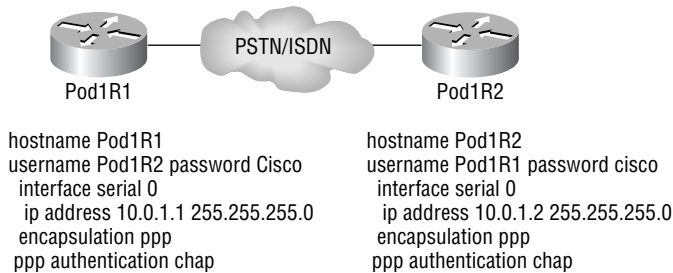 PSTN/ISDN
Pod1R1
Pod1R2
hostname Pod1R1
username Pod1R2 password Cisco
interface serial 0
ip address 10.0.1.1 255.255.255.0
encapsulation ppp
ppp authentication chap
hostname Pod1R2
username Pod1R1 password cisco
interface serial 0
ip address 10.0.1.2 255.255.255.0
encapsulation ppp
ppp authentication chap